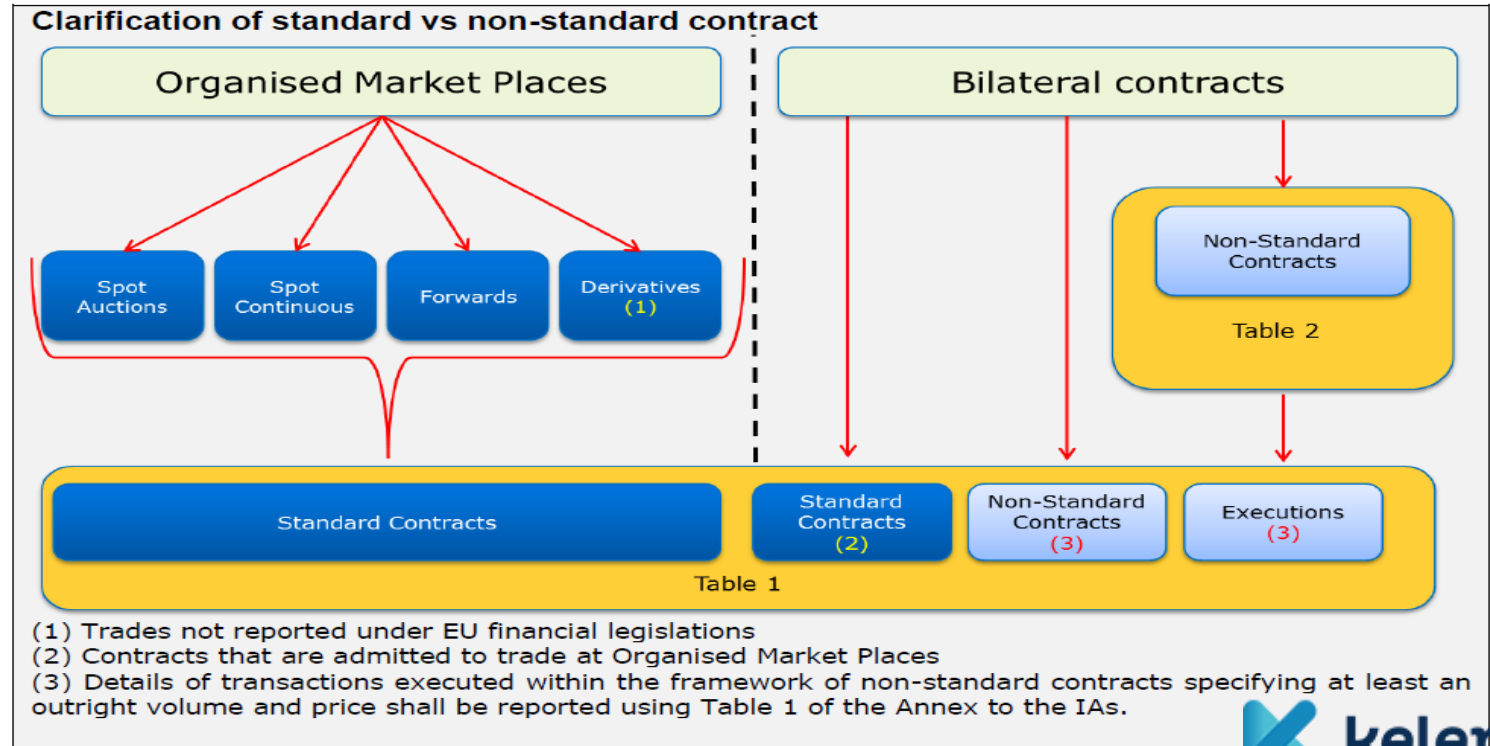 Clarification of standard vs non-standard contract
Organised Market Places
Bilateral contracts
Non-Standard
Contracts
Table 2
Spot
Auctions
Spot
Continuous
Forwards
Derivatives
(1)
Standard Contracts
Standard
Contracts
(2)
Non-Standard
Contracts
(3)
Executions
(3)
Table 1
(1) Trades not reported under EU financial legislations
(2) Contracts that are admitted to trade at Organised Market Places
(3) Details of transactions executed within the framework of non-standard contracts specifying at least an
outright volume and price shall be reported using Table 1 of the Annex to the IAs.
keler